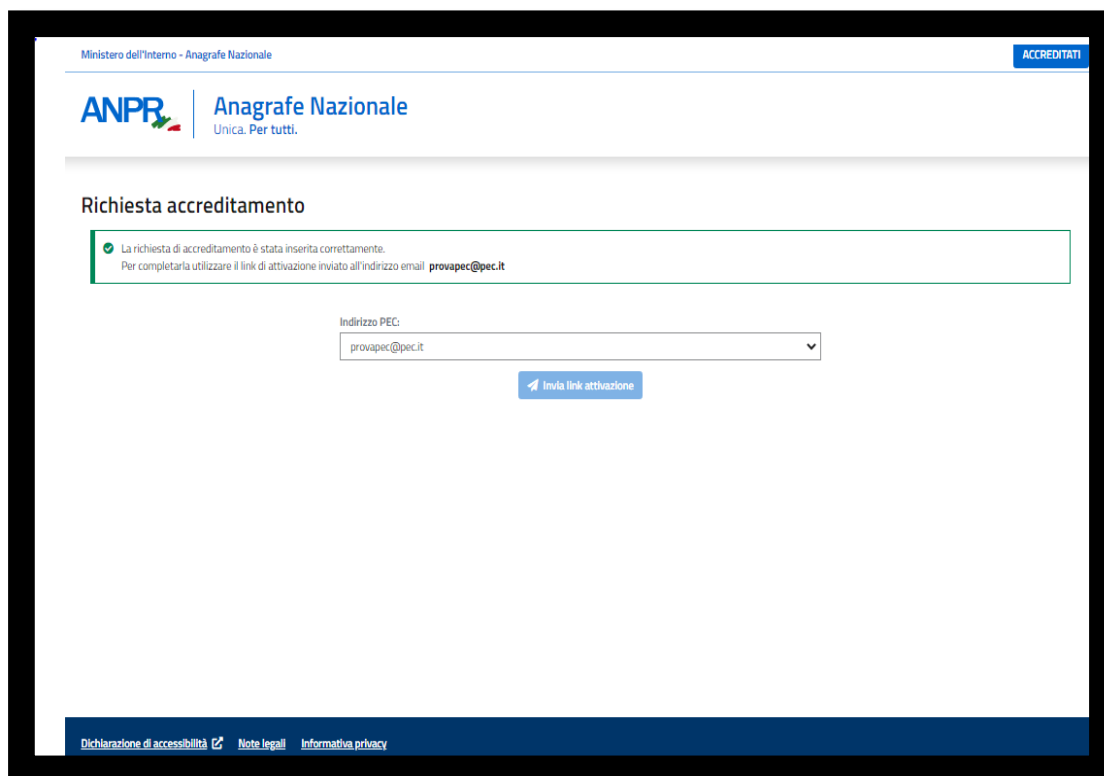 Ministero dell'Interno - Anagrafe Nazionale
ACCREDITATI
ANPR
Anagrafe Nazionale
Unica. Per tutti.
Richiesta accreditamento
La richiesta di accreditamento è stata inserita correttamente.
Per completarla utilizzare il link di attivazione inviato all'indirizzo email provapec@pec.it
Indirizzo PEC:
provapec@pec.it
Invia link attivazione
Dichiarazione di accessibilità Note legali Informativa privacy